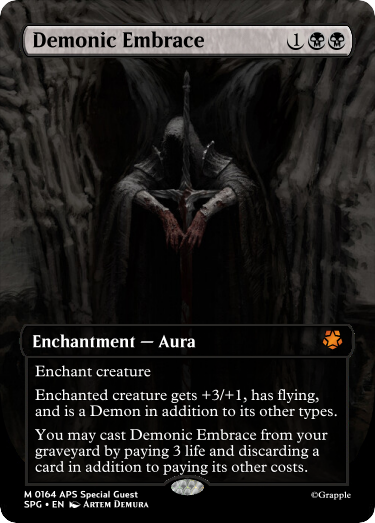 Demonic Embrace 1
Enchantment — Aura
Enchant creature
Enchanted creature gets +3/+1, has flying,
and is a Demon in addition to its other types.
You may cast Demonic Embrace from your
graveyard by paying 3 life and discarding a
card in addition to paying its other costs.
M 0164 APS Special Guest
SPG • EN Artem Demura
©Grapple